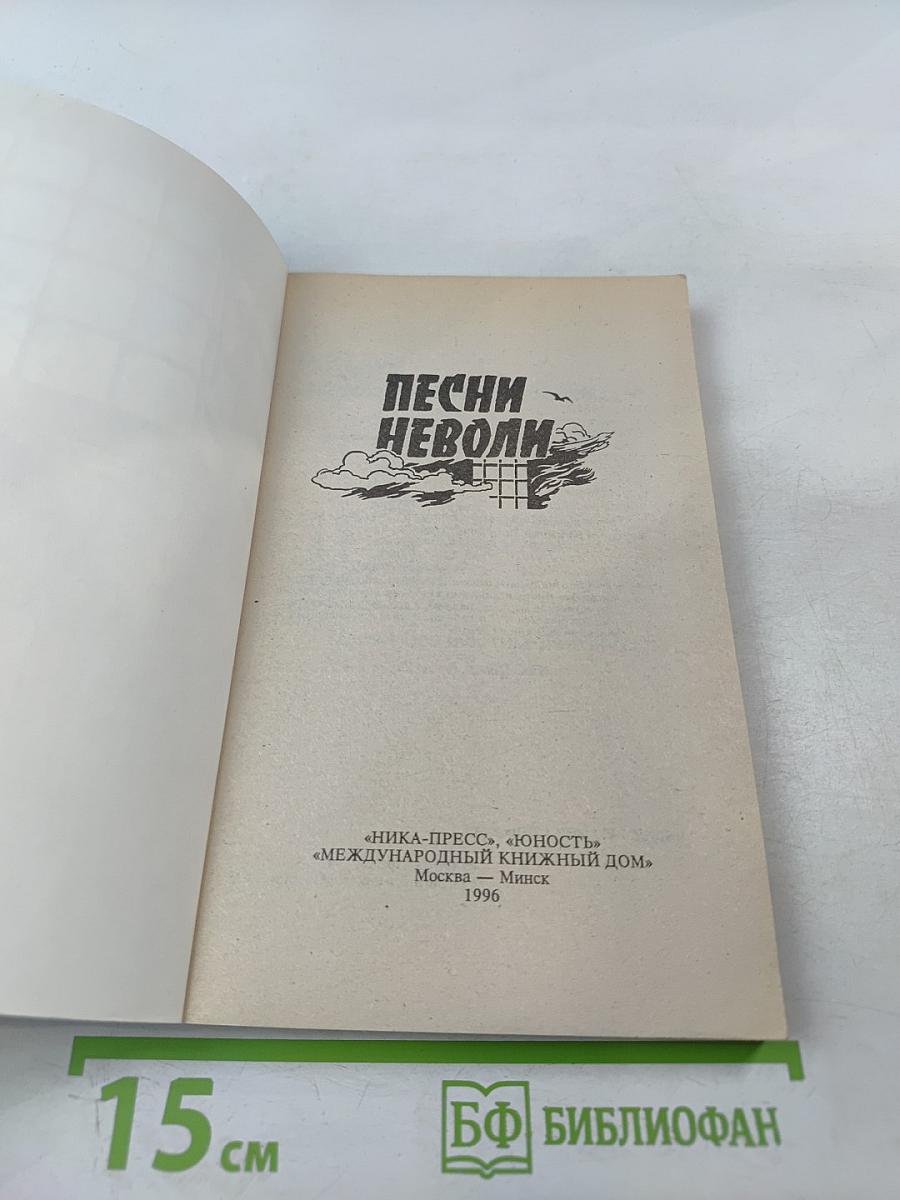 ПЕСНИ
НЕВОЛИ
«НИКА-ПРЕСС», «ЮНОСТЬ»
«МЕЖДУНАРОДНЫЙ КНИЖНЫЙ ДОМ»
Москва — Минск
1996
15 см
БФ БИБЛИОФАН